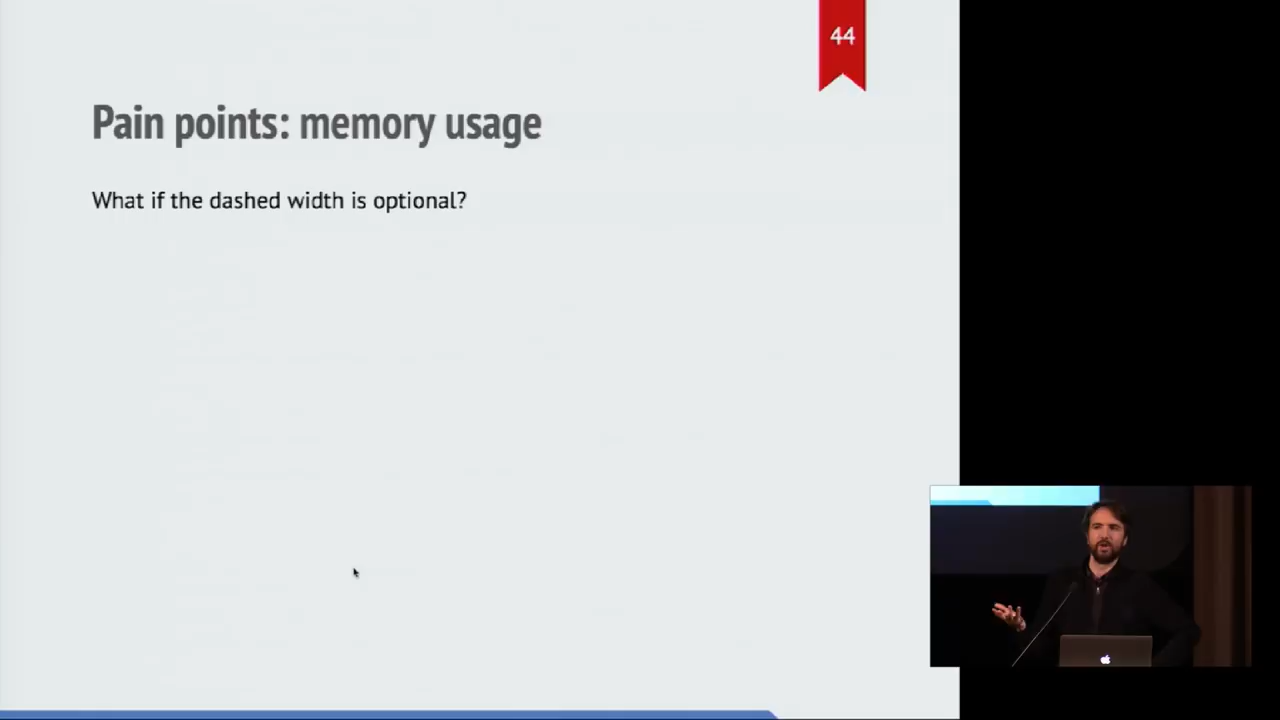 44
Pain points: memory usage
What if the dashed width is optional?